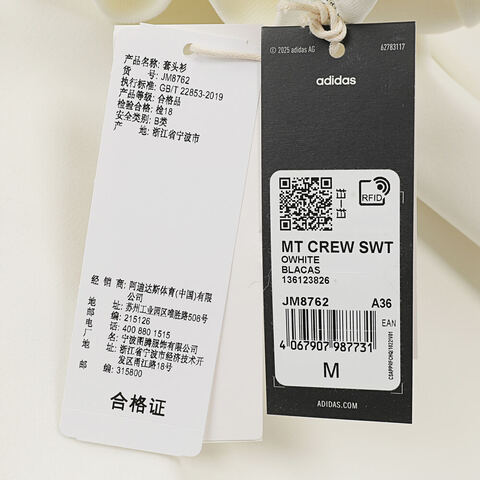 产品名称: 套头衫
货 号: JM8762
执行标准: GB/T 22853-2019
产品等级: 合格品
检验合格: 检18
安全类别: B类
产 地: 浙江省宁波市
经 销 商: 阿迪达斯体育(中国)有限
公司
地 址: 苏州工业园区唯胜路508号
邮 编: 215126
电 话: 400 880 1515
厂 家: 宁波甬腾服饰有限公司
地 址: 浙江省宁波市经济技术开
发区甬江路18号
邮 编: 315800
合格证
© 2025 adidas AG
62783117
adidas
RFID
MT CREW SWT
OWHITE
BLACAS
136123826
JM8762 A36
EAN
4 067907 987731
M
ADIDAS.COM